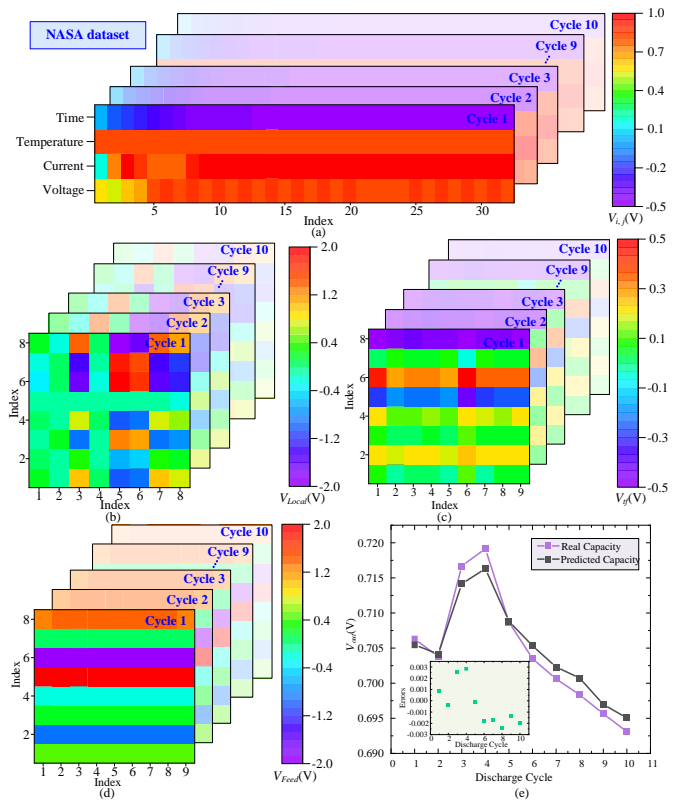 NASA dataset
Cycle 10
Cycle 9
Cycle 3
Cycle 2
Cycle 1
Time
Temperature
Current
Voltage
5 10 15 20 25 30
Index
(a)
1.0
0.7
0.4
0.1
-0.2
-0.5
V i, j(V)
Cycle 10
Cycle 9
Cycle 3
Cycle 2
Cycle 1
8
6
4
2
Index
1 2 3 4 5 6 7 8
Index
(b)
2.0
1.2
0.4
-0.4
-1.2
-2.0
V Local(V)
Cycle 10
Cycle 9
Cycle 3
Cycle 2
Cycle 1
8
6
4
2
Index
1 2 3 4 5 6 7 8 9
Index
(c)
0.5
0.3
0.1
-0.1
-0.3
-0.5
V tf(V)
Cycle 10
Cycle 9
Cycle 3
Cycle 2
Cycle 1
8
6
4
2
Index
1 2 3 4 5 6 7 8 9
Index
(d)
2.0
1.2
0.4
-0.4
-1.2
-2.0
V Feed(V)
0.720
0.715
0.710
0.705
0.700
0.695
0.690
V out(V)
Real Capacity
Predicted Capacity
0.003
0.002
0.001
0.000
-0.001
-0.002
-0.003
Errors
0 2 4 6 8 10
Discharge Cycle
0 1 2 3 4 5 6 7 8 9 10 11
Discharge Cycle
(e)